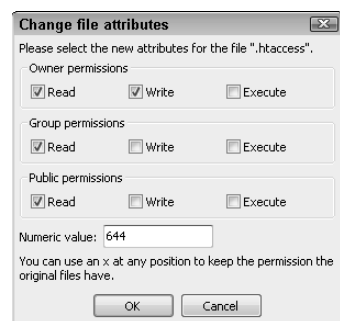 Change file attributes
Please select the new attributes for the file ".htaccess".
Owner permissions
Read Write Execute
Group permissions
Read Write Execute
Public permissions
Read Write Execute
Numeric value: 644
You can use an x at any position to keep the permission the
original files have.
OK Cancel